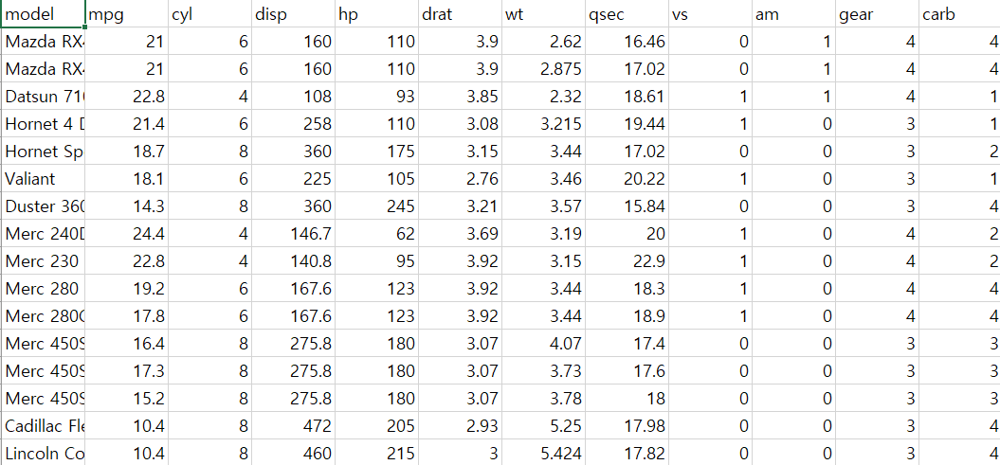 model mpg cyl disp hp drat wt qsec vs am gear carb
Mazda RX 21 6 160 110 3.9 2.62 16.46 0 1 4 4
Mazda RX 21 6 160 110 3.9 2.875 17.02 0 1 4 4
Datsun 71 22.8 4 108 93 3.85 2.32 18.61 1 1 4 1
Hornet 4 21.4 6 258 110 3.08 3.215 19.44 1 0 3 1
Hornet Sp 18.7 8 360 175 3.15 3.44 17.02 0 0 3 2
Valiant 18.1 6 225 105 2.76 3.46 20.22 1 0 3 1
Duster 360 14.3 8 360 245 3.21 3.57 15.84 0 0 3 4
Merc 240D 24.4 4 146.7 62 3.69 3.19 20 1 0 4 2
Merc 230 22.8 4 140.8 95 3.92 3.15 22.9 1 0 4 2
Merc 280 19.2 6 167.6 123 3.92 3.44 18.3 1 0 4 4
Merc 280C 17.8 6 167.6 123 3.92 3.44 18.9 1 0 4 4
Merc 450S 16.4 8 275.8 180 3.07 4.07 17.4 0 0 3 3
Merc 450S 17.3 8 275.8 180 3.07 3.73 17.6 0 0 3 3
Merc 450S 15.2 8 275.8 180 3.07 3.78 18 0 0 3 3
Cadillac Fle 10.4 8 472 205 2.93 5.25 17.98 0 0 3 4
Lincoln Co 10.4 8 460 215 3 5.424 17.82 0 0 3 4